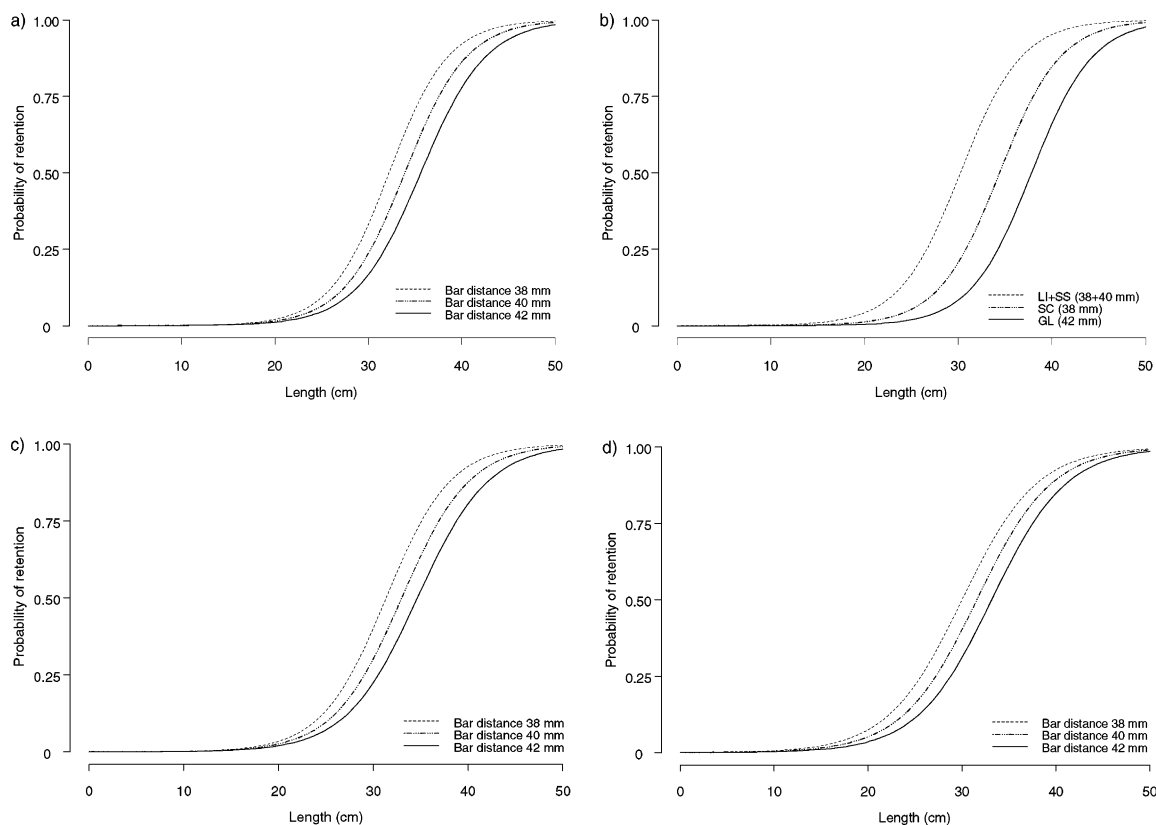 a)
1.00
0.75
0.50
0.25
0
Probability of retention
Bar distance 38 mm
Bar distance 40 mm
Bar distance 42 mm
0 10 20 30 40 50
Length (cm)
b)
1.00
0.75
0.50
0.25
0
Probability of retention
LI+SS (38+40 mm)
SC (38 mm)
GL (42 mm)
0 10 20 30 40 50
Length (cm)
c)
1.00
0.75
0.50
0.25
0
Probability of retention
Bar distance 38 mm
Bar distance 40 mm
Bar distance 42 mm
0 10 20 30 40 50
Length (cm)
d)
1.00
0.75
0.50
0.25
0
Probability of retention
Bar distance 38 mm
Bar distance 40 mm
Bar distance 42 mm
0 10 20 30 40 50
Length (cm)